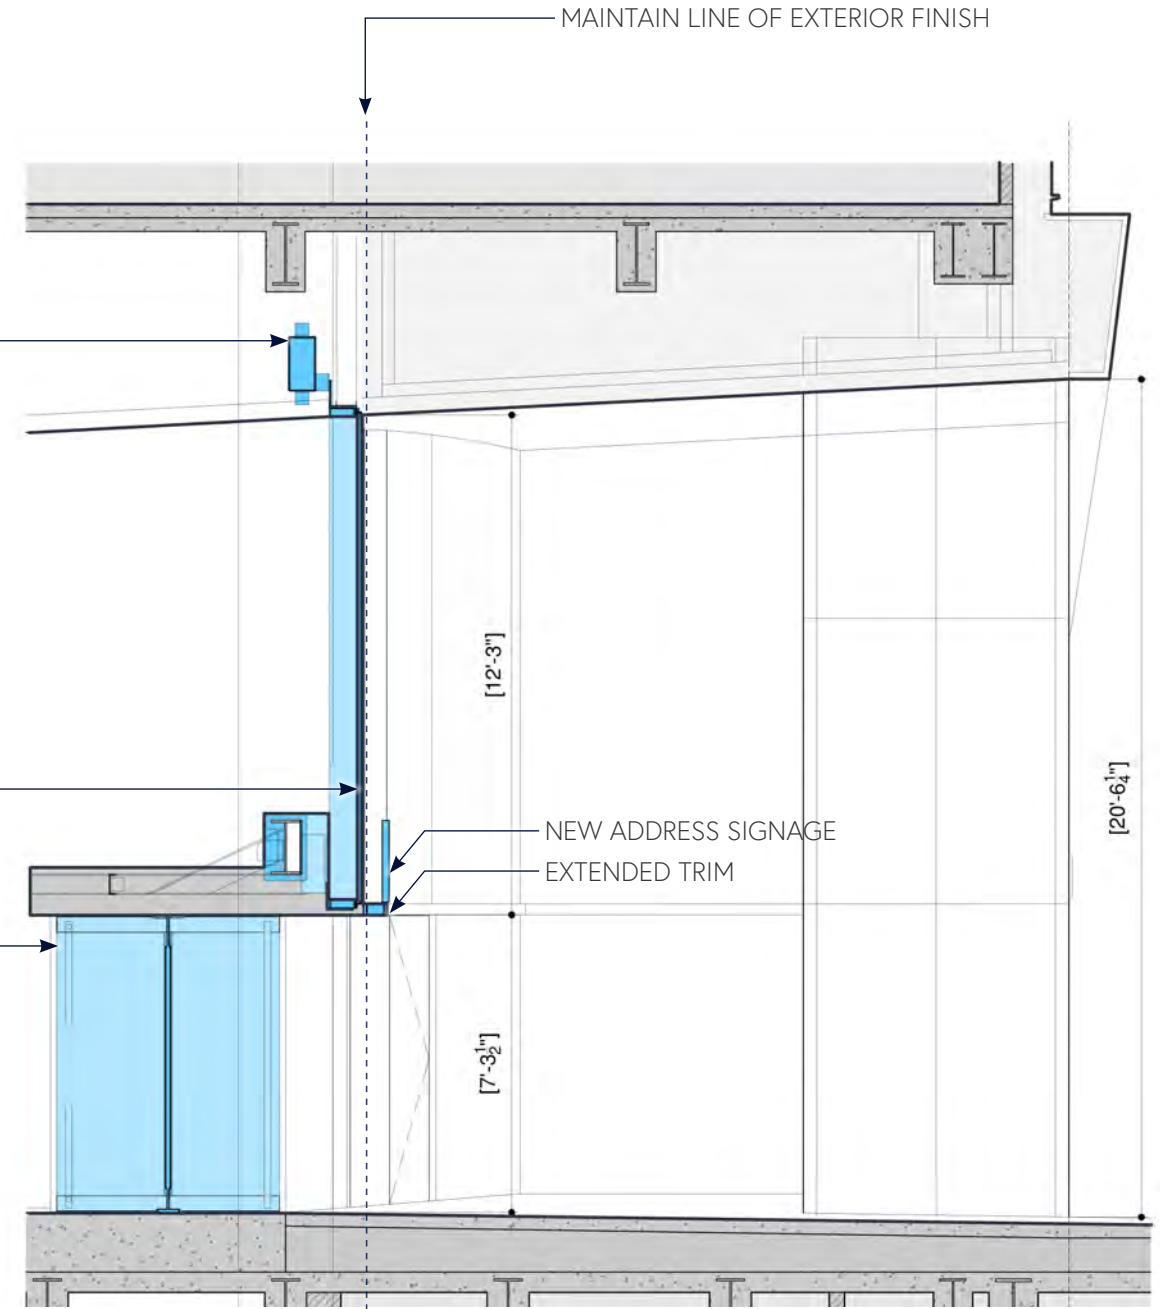 MAINTAIN LINE OF EXTERIOR FINISH
[12'-3"]
[20'-6¼"]
NEW ADDRESS SIGNAGE
EXTENDED TRIM
[7'-3½"]